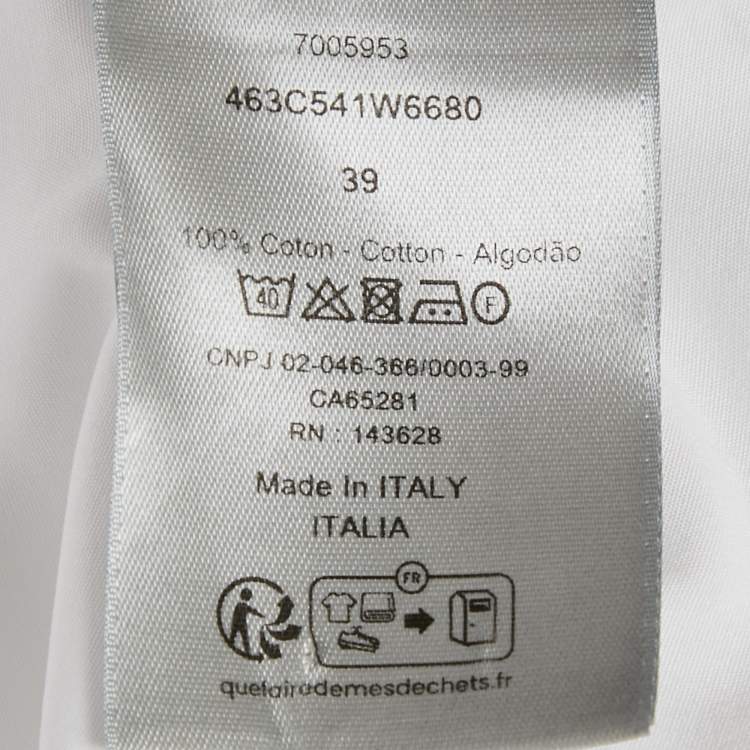 7005953
463C541W6680
39
100% Coton - Cotton - Algodão
40 F
CNPJ 02-046-366/0003-99
CA65281
RN : 143628
Made In ITALY
ITALIA
FR
quefairedemesdechets.fr